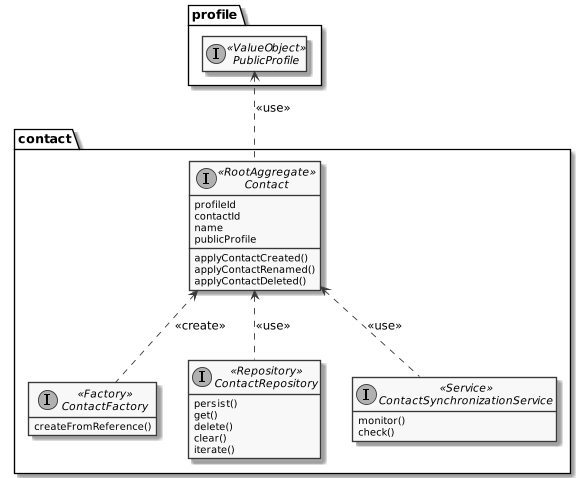 profile
I
«ValueObject»
PublicProfile
«use»
contact
I
«RootAggregate»
Contact
profileId
contactId
name
publicProfile
applyContactCreated()
applyContactRenamed()
applyContactDeleted()
«create»
«use»
«use»
I
«Factory»
ContactFactory
createFromReference()
I
«Repository»
ContactRepository
persist()
get()
delete()
clear()
iterate()
I
«Service»
ContactSynchronizationService
monitor()
check()